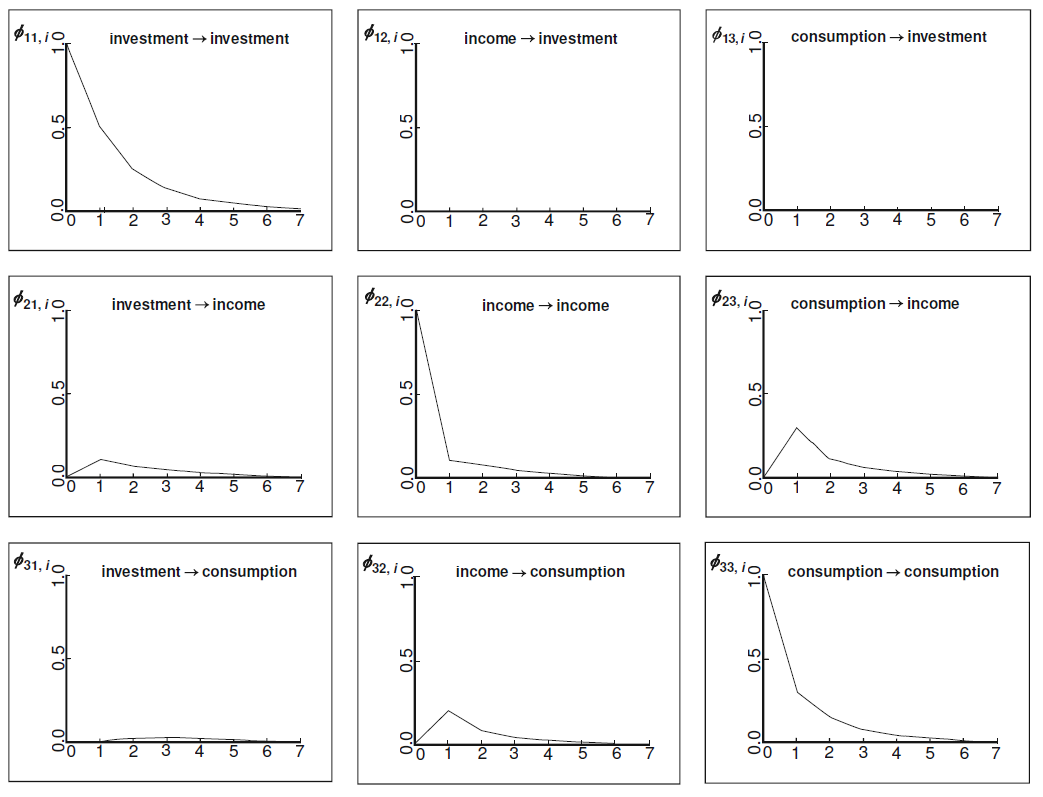 ϕ11, i investment → investment
1.0
0.5
0.0
0 1 2 3 4 5 6 7
ϕ12, i income → investment
1.0
0.5
0.0
0 1 2 3 4 5 6 7
ϕ13, i consumption → investment
1.0
0.5
0.0
0 1 2 3 4 5 6 7
ϕ21, i investment → income
1.0
0.5
0.0
0 1 2 3 4 5 6 7
ϕ22, i income → income
1.0
0.5
0.0
0 1 2 3 4 5 6 7
ϕ23, i consumption → income
1.0
0.5
0.0
0 1 2 3 4 5 6 7
ϕ31, i investment → consumption
1.0
0.5
0.0
0 1 2 3 4 5 6 7
ϕ32, i income → consumption
1.0
0.5
0.0
0 1 2 3 4 5 6 7
ϕ33, i consumption → consumption
1.0
0.5
0.0
0 1 2 3 4 5 6 7